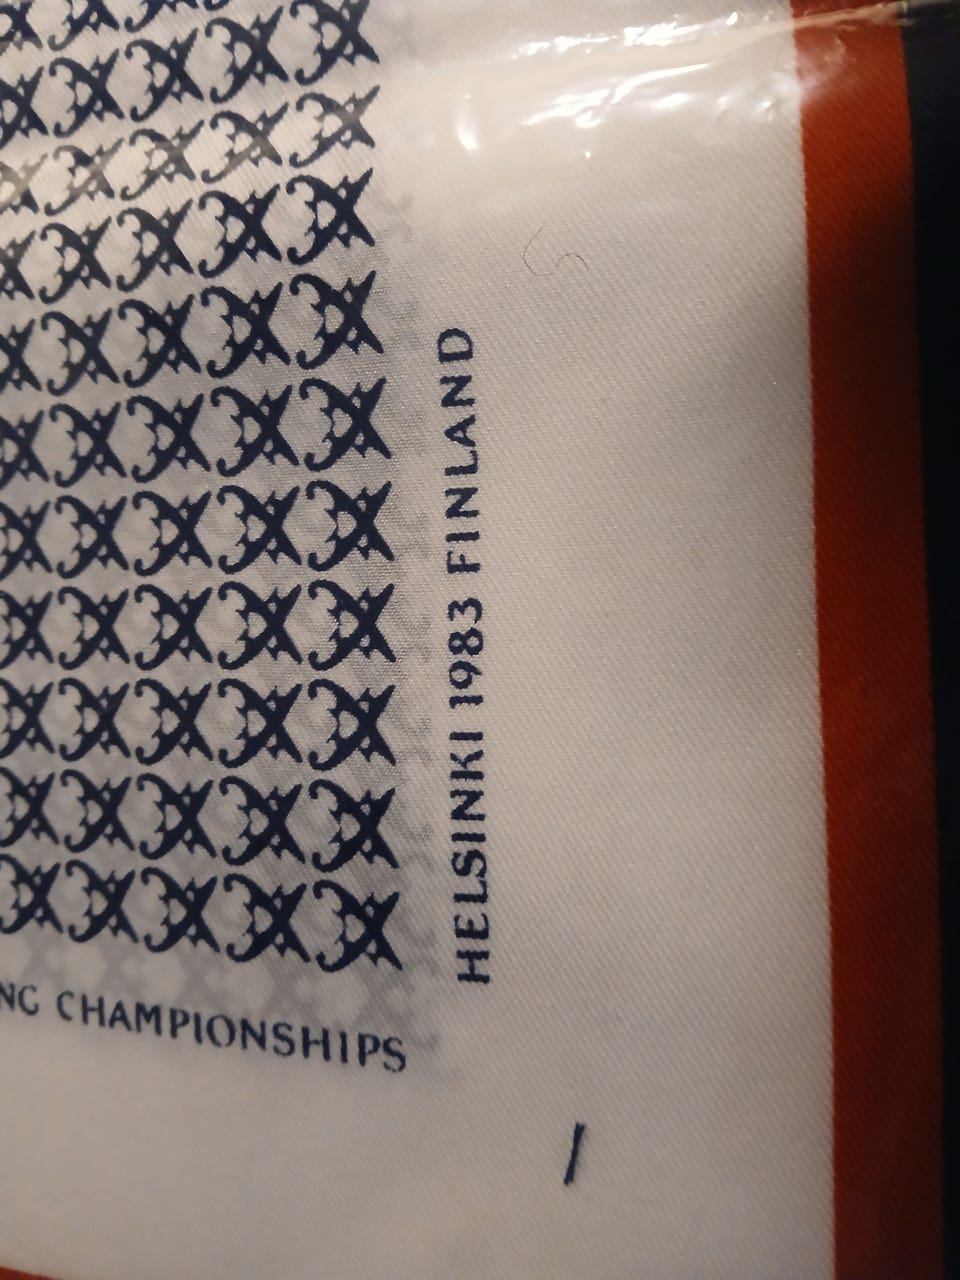 HELSINKI 1983 FINLAND
NG CHAMPIONSHIPS